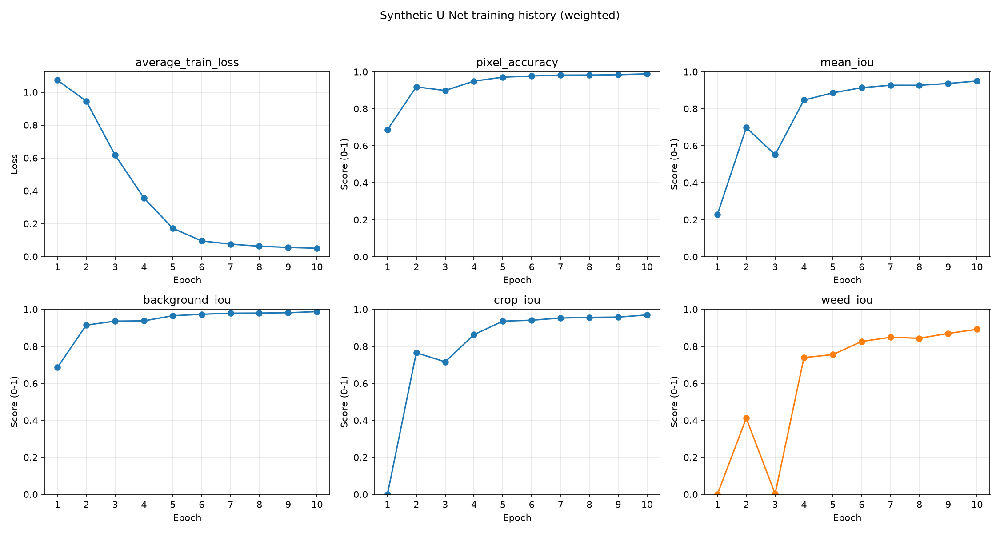 Synthetic U-Net training history (weighted)
average_train_loss
Loss
1.0
0.8
0.6
0.4
0.2
0.0
1 2 3 4 5 6 7 8 9 10
Epoch
pixel_accuracy
Score (0-1)
1.0
0.8
0.6
0.4
0.2
0.0
1 2 3 4 5 6 7 8 9 10
Epoch
mean_iou
Score (0-1)
1.0
0.8
0.6
0.4
0.2
0.0
1 2 3 4 5 6 7 8 9 10
Epoch
background_iou
Score (0-1)
1.0
0.8
0.6
0.4
0.2
0.0
1 2 3 4 5 6 7 8 9 10
Epoch
crop_iou
Score (0-1)
1.0
0.8
0.6
0.4
0.2
0.0
1 2 3 4 5 6 7 8 9 10
Epoch
weed_iou
Score (0-1)
1.0
0.8
0.6
0.4
0.2
0.0
1 2 3 4 5 6 7 8 9 10
Epoch